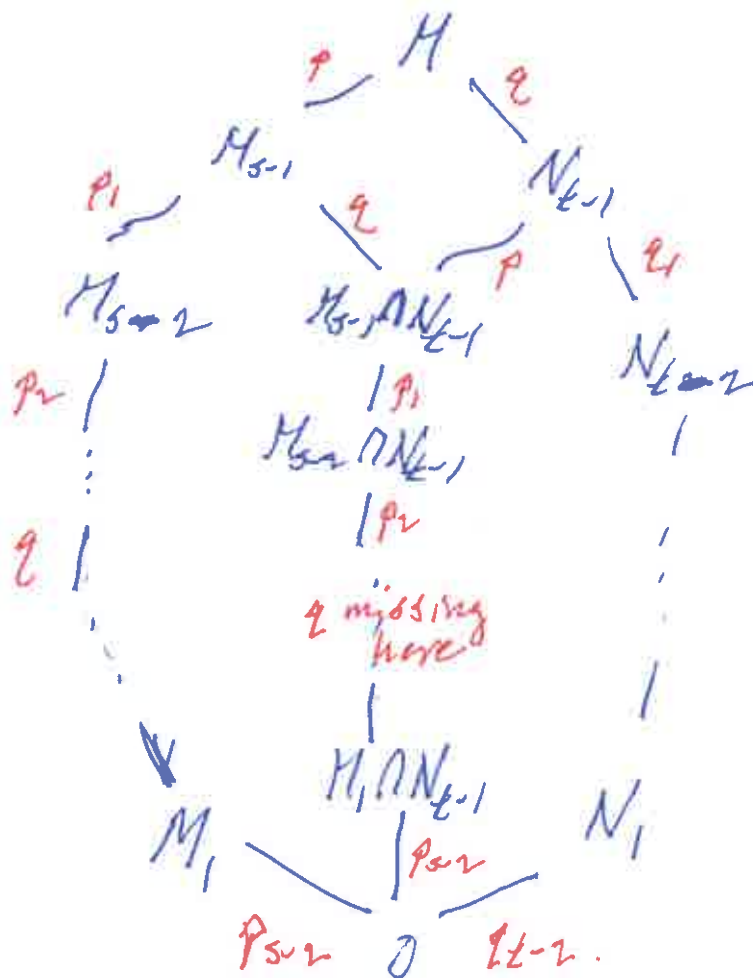 M
p q
M_{s-1} N_{t-1}
p_1 q p q_1
M_{s-2} M_{s-1} ∩ N_{t-1} N_{t-2}
p_2 p_1
M_{s-2} ∩ N_{t-1}
p_2
q
q missing
here
M_1 M_1 ∩ N_{t-1} N_1
p_{s-2}
p_{s-2} 0 q_{t-2}.